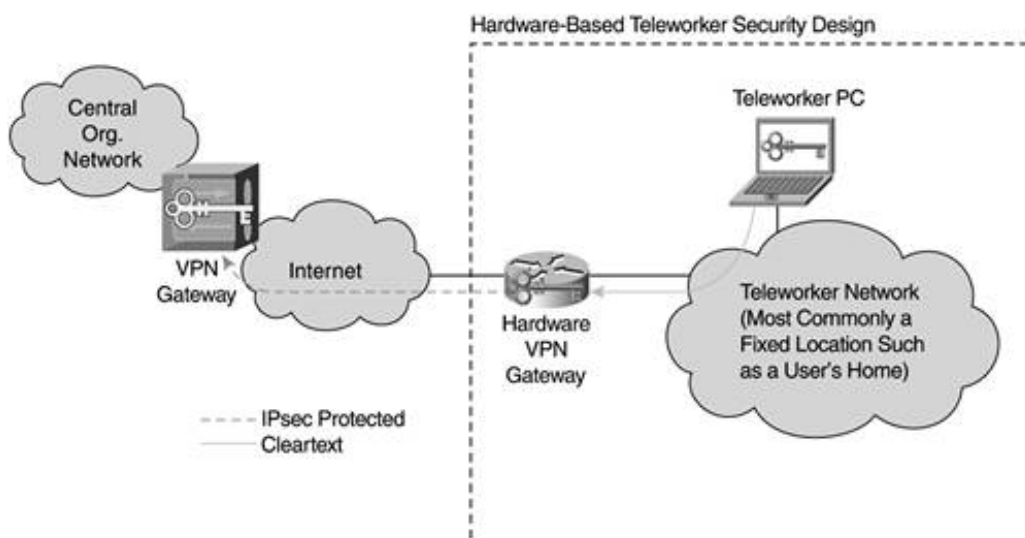 Hardware-Based Teleworker Security Design
Teleworker PC
Central
Org.
Network
VPN
Gateway
Internet
Hardware
VPN
Gateway
Teleworker Network
(Most Commonly a
Fixed Location Such
as a User's Home)
IPsec Protected
Cleartext